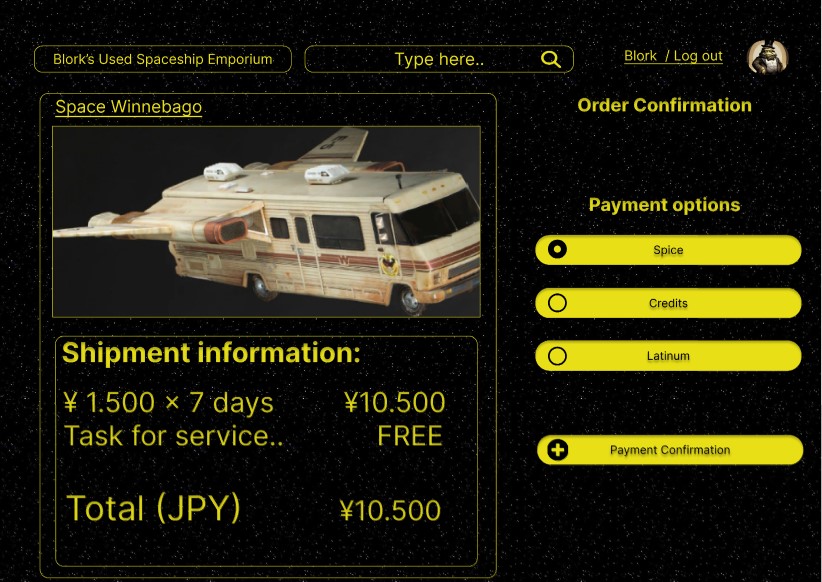 Blork's Used Spaceship Emporium
Type here..
Blork / Log out
Space Winnebago
Order Confirmation
Payment options
Spice
Credits
Latinum
Payment Confirmation
Shipment information:
¥ 1.500 × 7 days ¥10.500
Task for service.. FREE
Total (JPY) ¥10.500